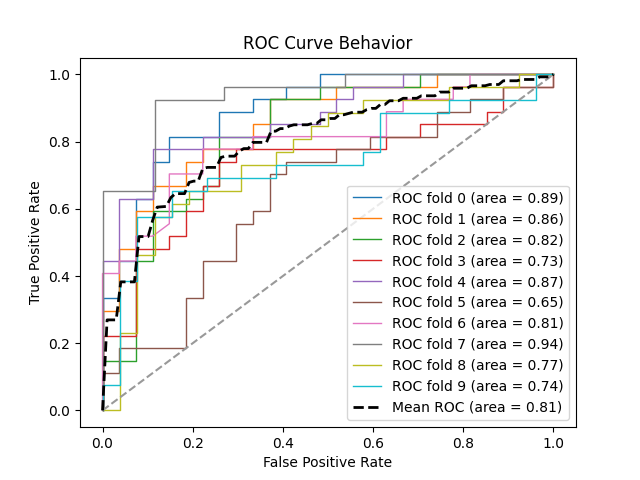 ROC Curve Behavior
True Positive Rate
1.0
0.8
0.6
0.4
0.2
0.0
ROC fold 0 (area = 0.89)
ROC fold 1 (area = 0.86)
ROC fold 2 (area = 0.82)
ROC fold 3 (area = 0.73)
ROC fold 4 (area = 0.87)
ROC fold 5 (area = 0.65)
ROC fold 6 (area = 0.81)
ROC fold 7 (area = 0.94)
ROC fold 8 (area = 0.77)
ROC fold 9 (area = 0.74)
Mean ROC (area = 0.81)
0.0 0.2 0.4 0.6 0.8 1.0
False Positive Rate